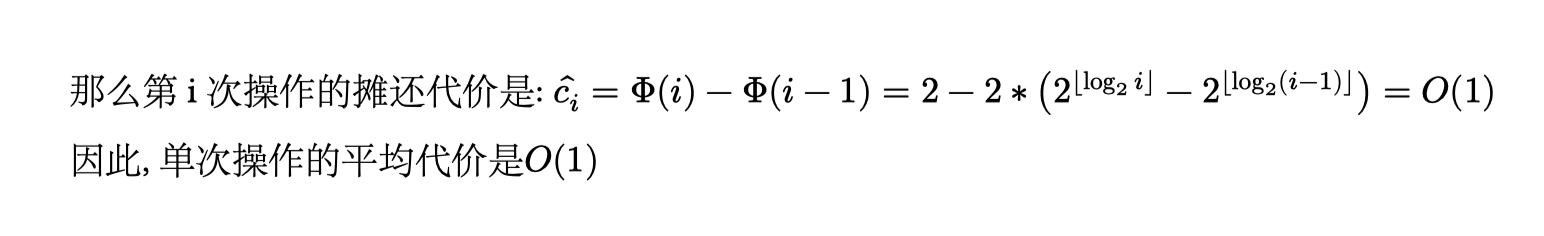 那么第 i 次操作的摊还代价是: ĉᵢ = Φ(i) − Φ(i − 1) = 2 − 2 * (2^{⌊log₂ i⌋} − 2^{⌊log₂(i−1)⌋}) = O(1)
因此, 单次操作的平均代价是O(1)